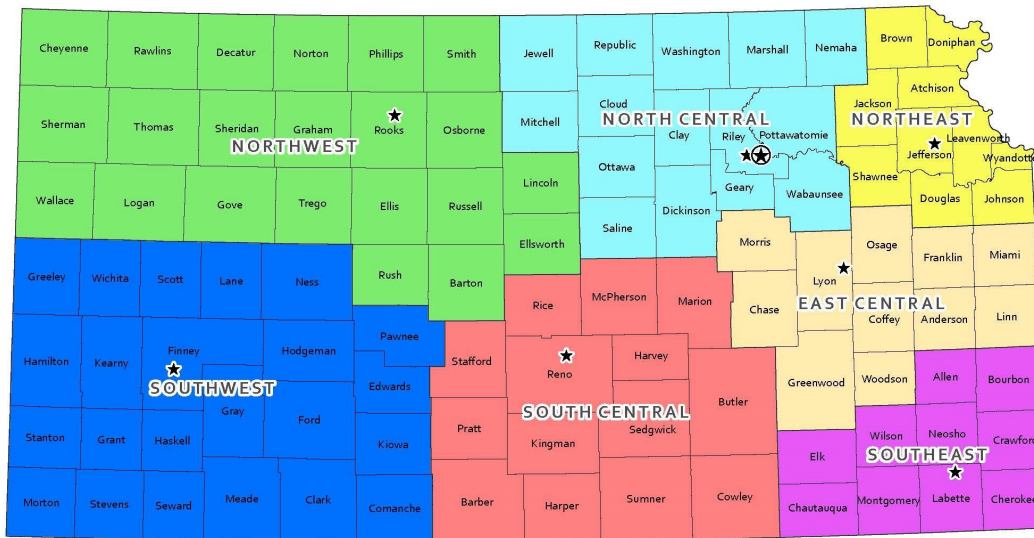 Cheyenne Rawlins Decatur Norton Phillips Smith Jewell Republic Washington Marshall Nemaha Brown Doniphan
Sherman Thomas Sheridan Graham Rooks Osborne Mitchell Cloud Clay Riley Pottawatomie Jackson Atchison
NORTHWEST NORTH CENTRAL NORTHEAST
Leavenworth
Jefferson Wyandotte
Wallace Logan Gove Trego Ellis Russell Lincoln Ottawa Dickinson Geary Wabaunsee Shawnee Douglas Johnson
Ellsworth Saline Morris Osage Franklin Miami
Greeley Wichita Scott Lane Ness Rush Barton Rice McPherson Marion Chase Lyon
EAST CENTRAL
Coffey Anderson Linn
Hamilton Kearny Finney Hodgeman Pawnee Stafford Reno Harvey
SOUTHWEST
Edwards Greenwood Woodson Allen Bourbon
Gray Ford Butler
SOUTH CENTRAL
Stanton Grant Haskell Kiowa Pratt Kingman Sedgwick Elk Wilson Neosho Crawford
SOUTHEAST
Morton Stevens Seward Meade Clark Comanche Barber Harper Sumner Cowley Chautauqua Montgomery Labette Cherokee